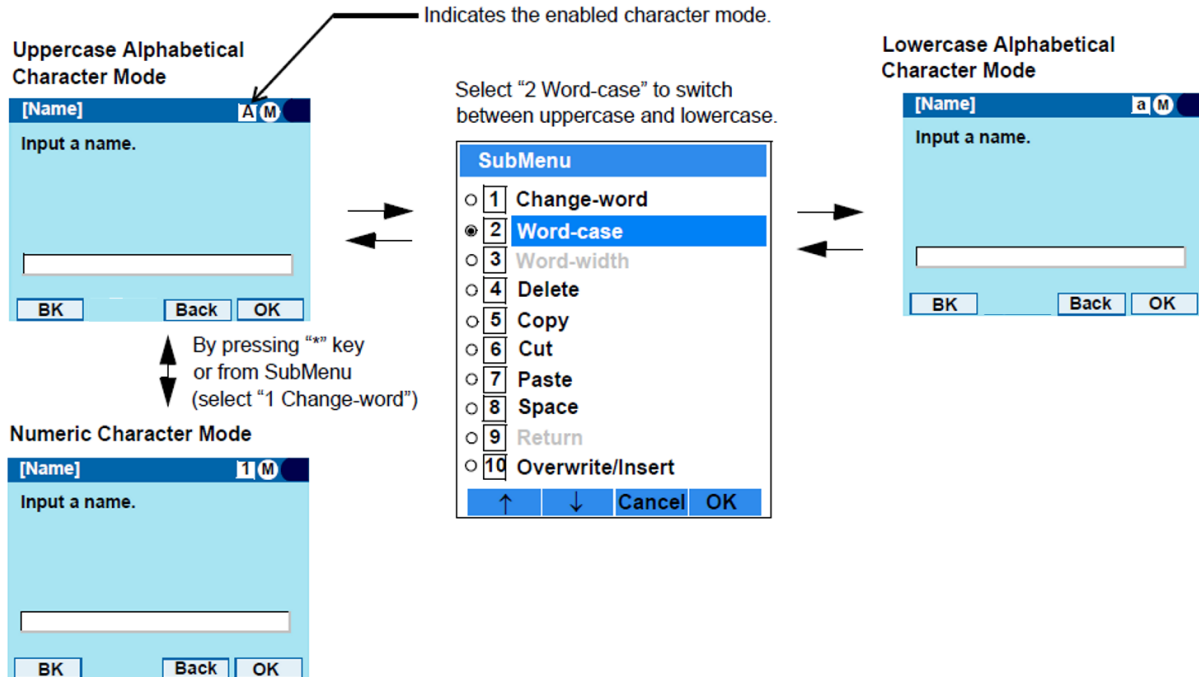 Indicates the enabled character mode.
Uppercase Alphabetical
Character Mode
[Name] A M
Input a name.
BK Back OK
By pressing “*” key
or from SubMenu
(select “1 Change-word”)
Numeric Character Mode
[Name] 1 M
Input a name.
BK Back OK
Select “2 Word-case” to switch
between uppercase and lowercase.
SubMenu
1 Change-word
2 Word-case
3 Word-width
4 Delete
5 Copy
6 Cut
7 Paste
8 Space
9 Return
10 Overwrite/Insert
↑ ↓ Cancel OK
Lowercase Alphabetical
Character Mode
[Name] a M
Input a name.
BK Back OK